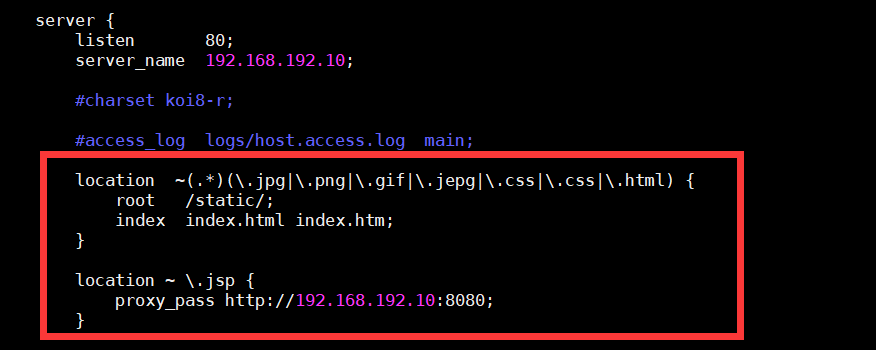 server {
    listen       80;
    server_name  192.168.192.10;
    #charset koi8-r;
    #access_log  logs/host.access.log  main;
    location  ~(.*)(\.jpg|\.png|\.gif|\.jepg|\.css|\.css|\.html) {
        root   /static/;
        index  index.html index.htm;
    }
    location ~ \.jsp {
        proxy_pass http://192.168.192.10:8080;
    }